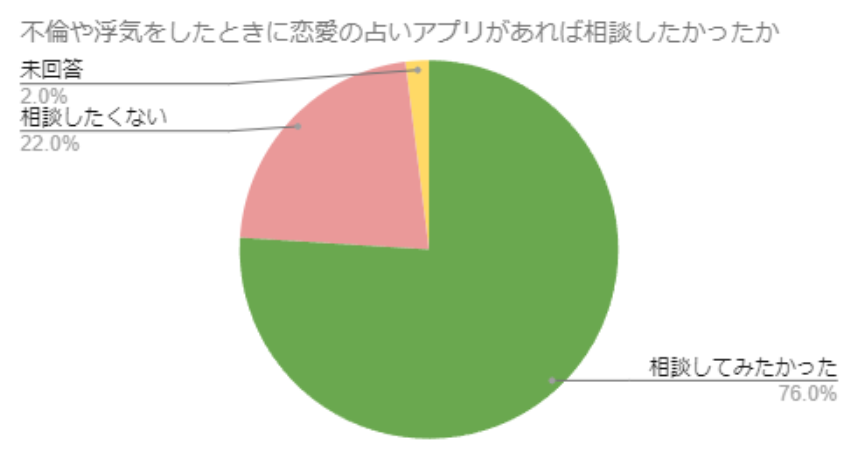 不倫や浮気をしたときに恋愛の占いアプリがあれば相談したかったか
未回答
2.0%
相談したくない
22.0%
相談してみたかった
76.0%